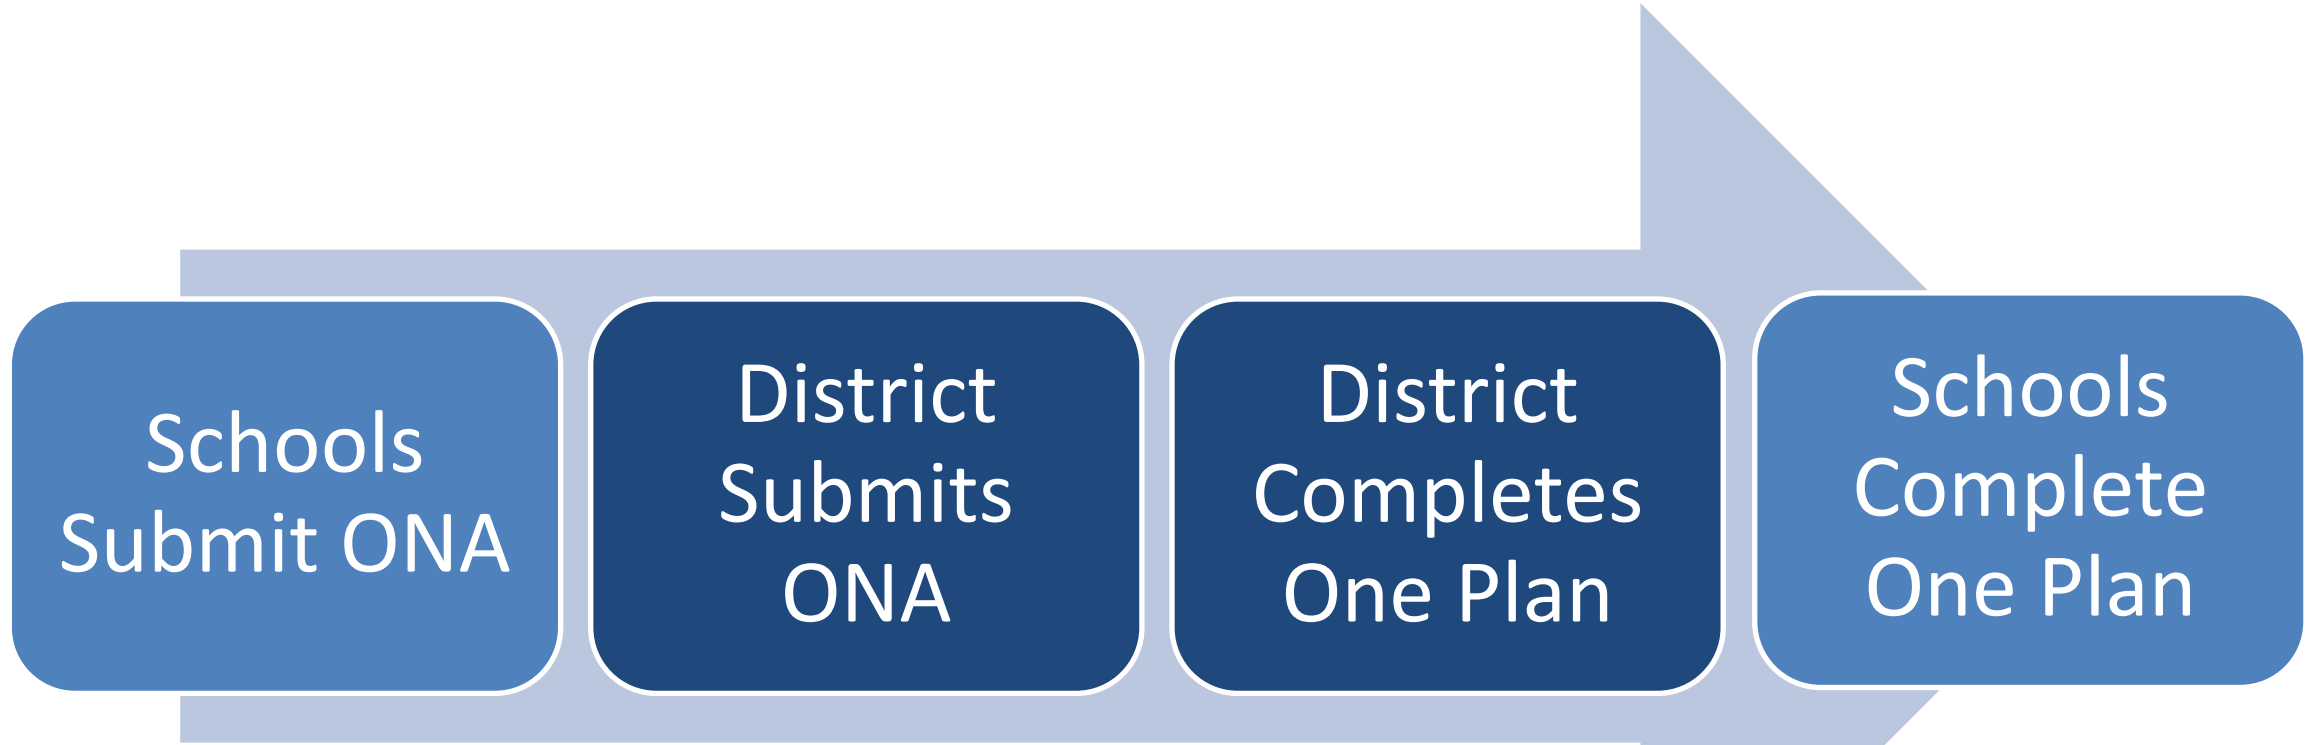 Schools
Submit ONA
District
Submits
ONA
District
Completes
One Plan
Schools
Complete
One Plan